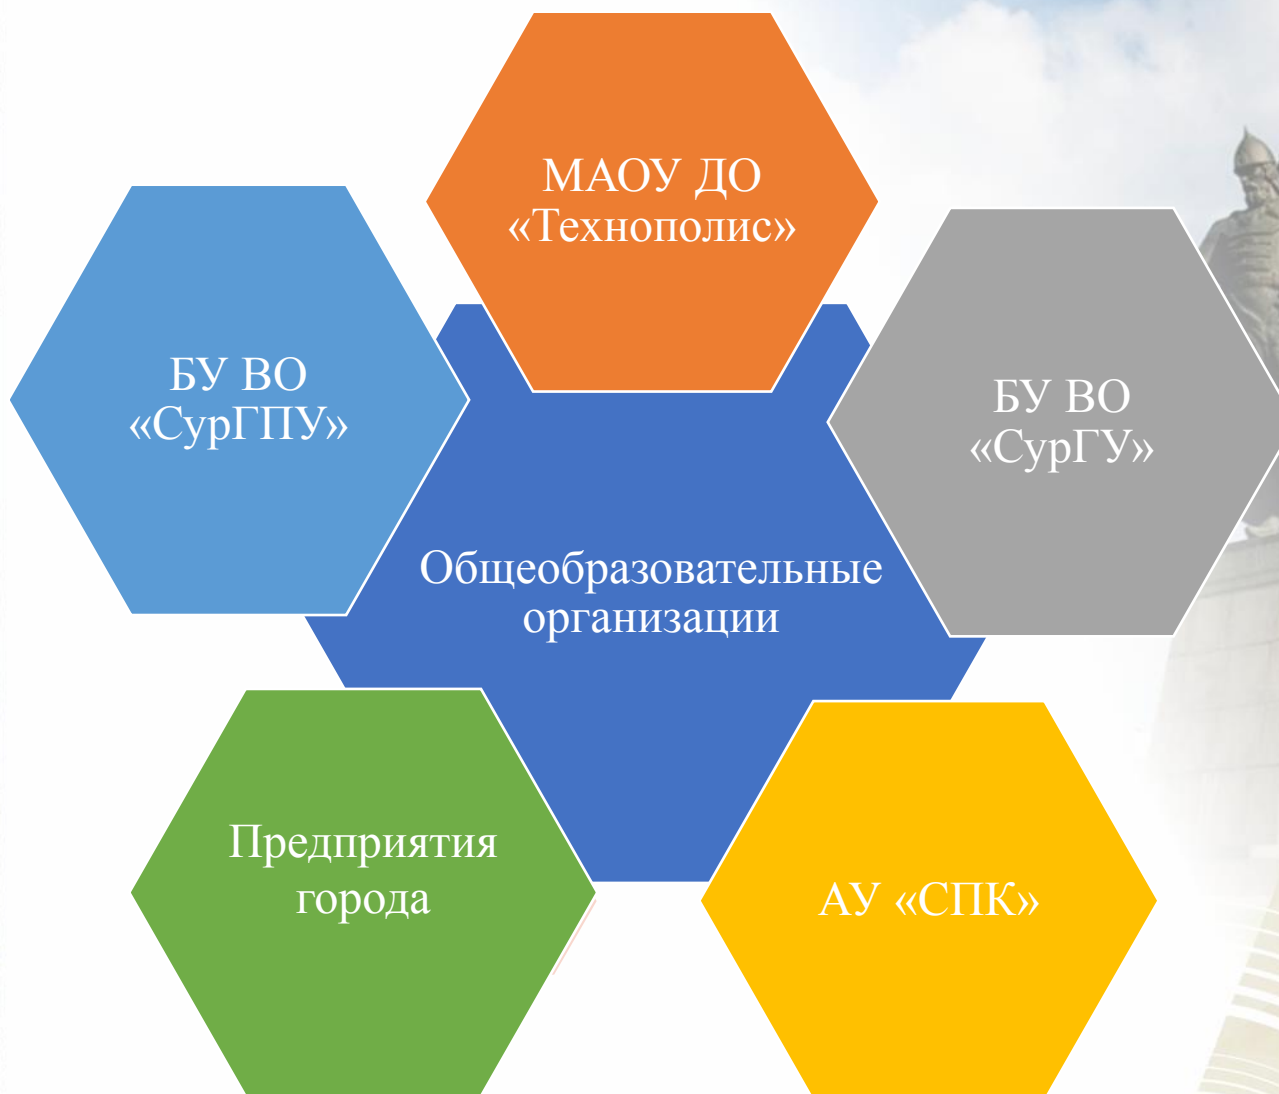 МАОУ ДО
«Технополис»
БУ ВО
«СурГПУ»
БУ ВО
«СурГУ»
Общеобразовательные
организации
Предприятия
города
АУ «СПК»